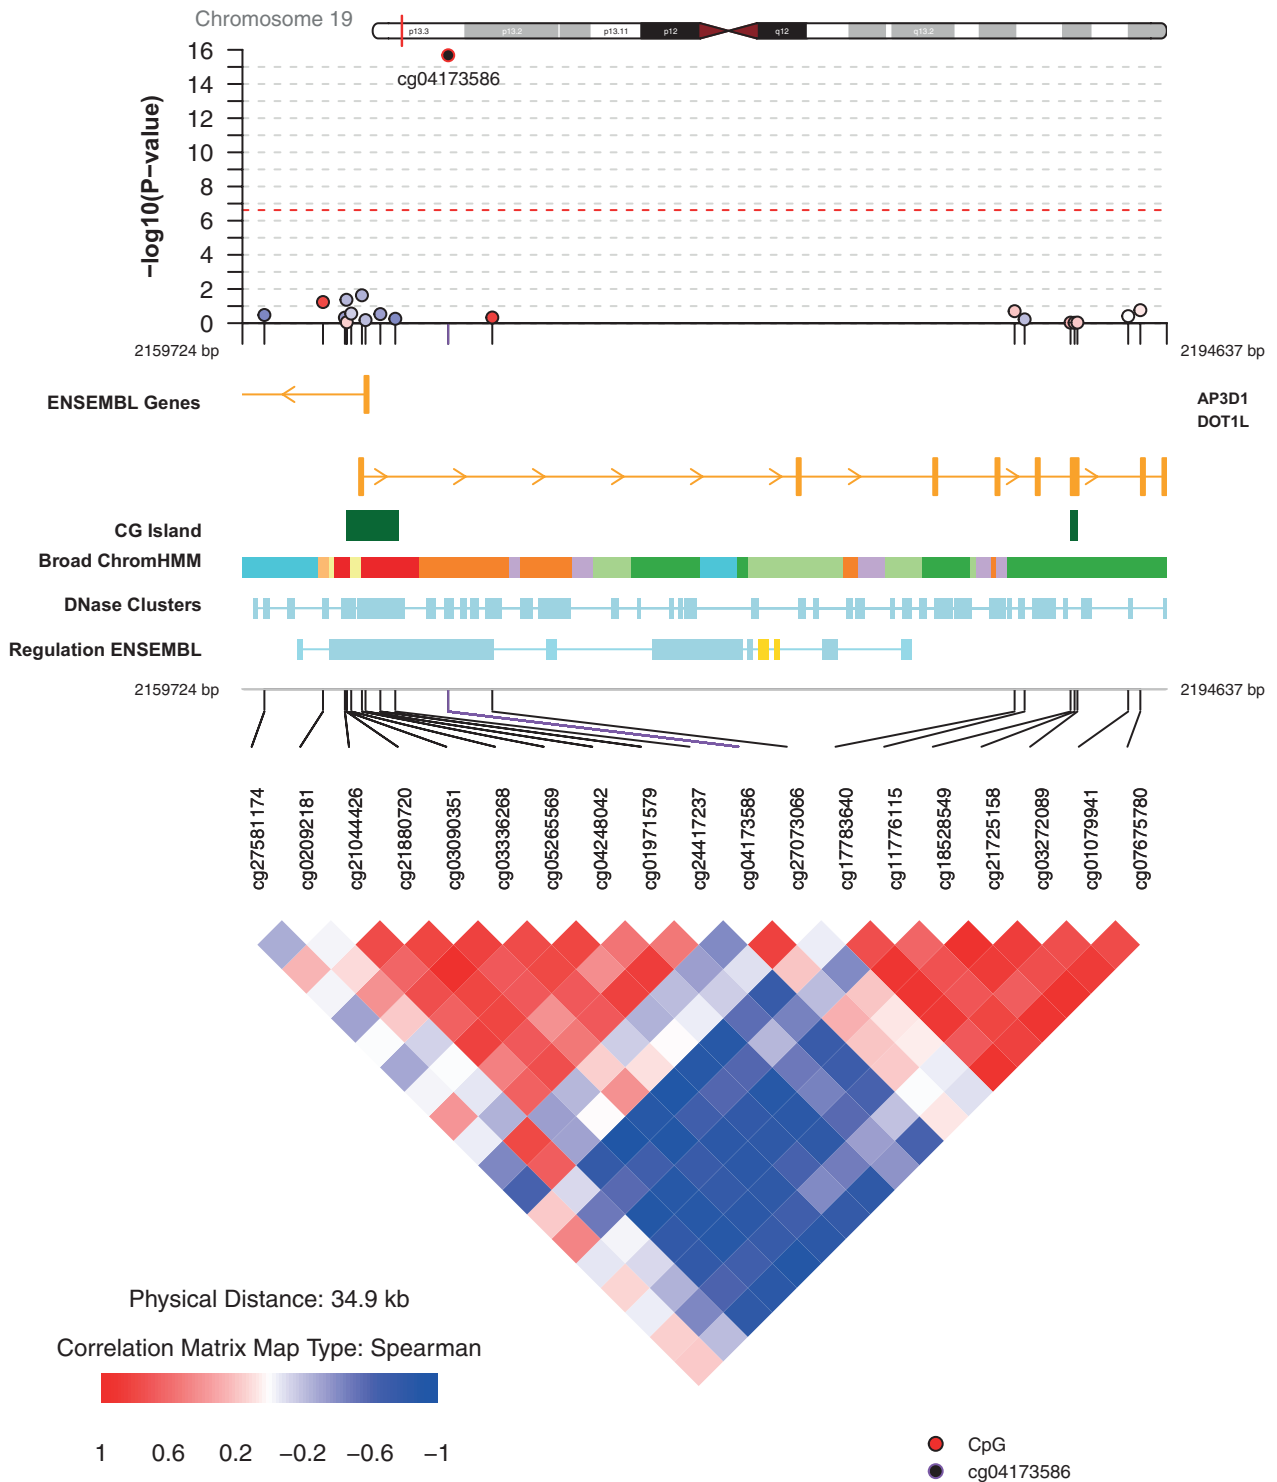 Chromosome 19
p13.3 p13.2 p13.11 p12 q12 q13.2
16
cg04173586
14
12
10
8
6
4
2
0
−log10(P−value)
2159724 bp 2194637 bp
ENSEMBL Genes
AP3D1
DOT1L
CG Island
Broad ChromHMM
DNase Clusters
Regulation ENSEMBL
2159724 bp 2194637 bp
cg27581174
cg02092181
cg21044426
cg21880720
cg03090351
cg03336268
cg05265569
cg04248042
cg01971579
cg24417237
cg04173586
cg27073066
cg17783640
cg11776115
cg18528549
cg21725158
cg03272089
cg01079941
cg07675780
Physical Distance: 34.9 kb
Correlation Matrix Map Type: Spearman
1 0.6 0.2 −0.2 −0.6 −1
CpG
cg04173586